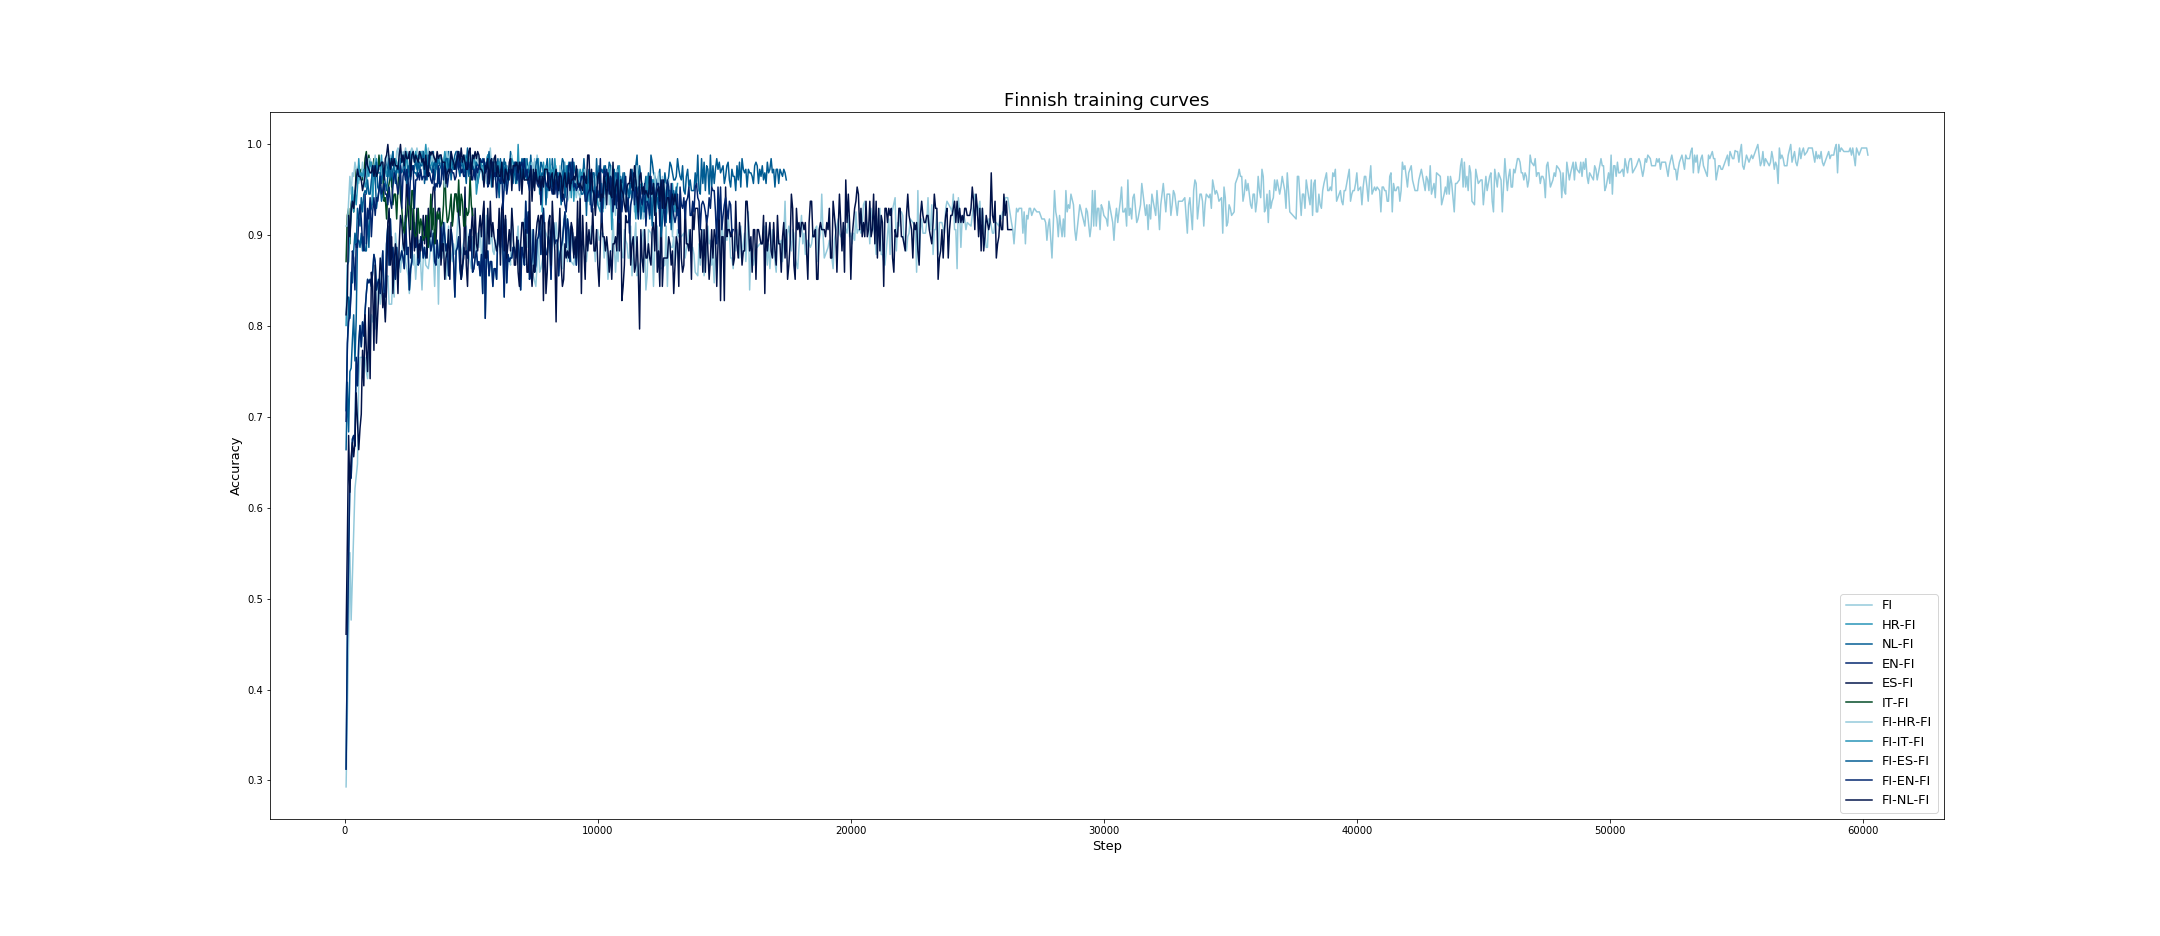 Finnish training curves
1.0
0.9
0.8
0.7
0.6
0.5
0.4
0.3
Accuracy
0 10000 20000 30000 40000 50000 60000
Step
FI
HR-FI
NL-FI
EN-FI
ES-FI
IT-FI
FI-HR-FI
FI-IT-FI
FI-ES-FI
FI-EN-FI
FI-NL-FI